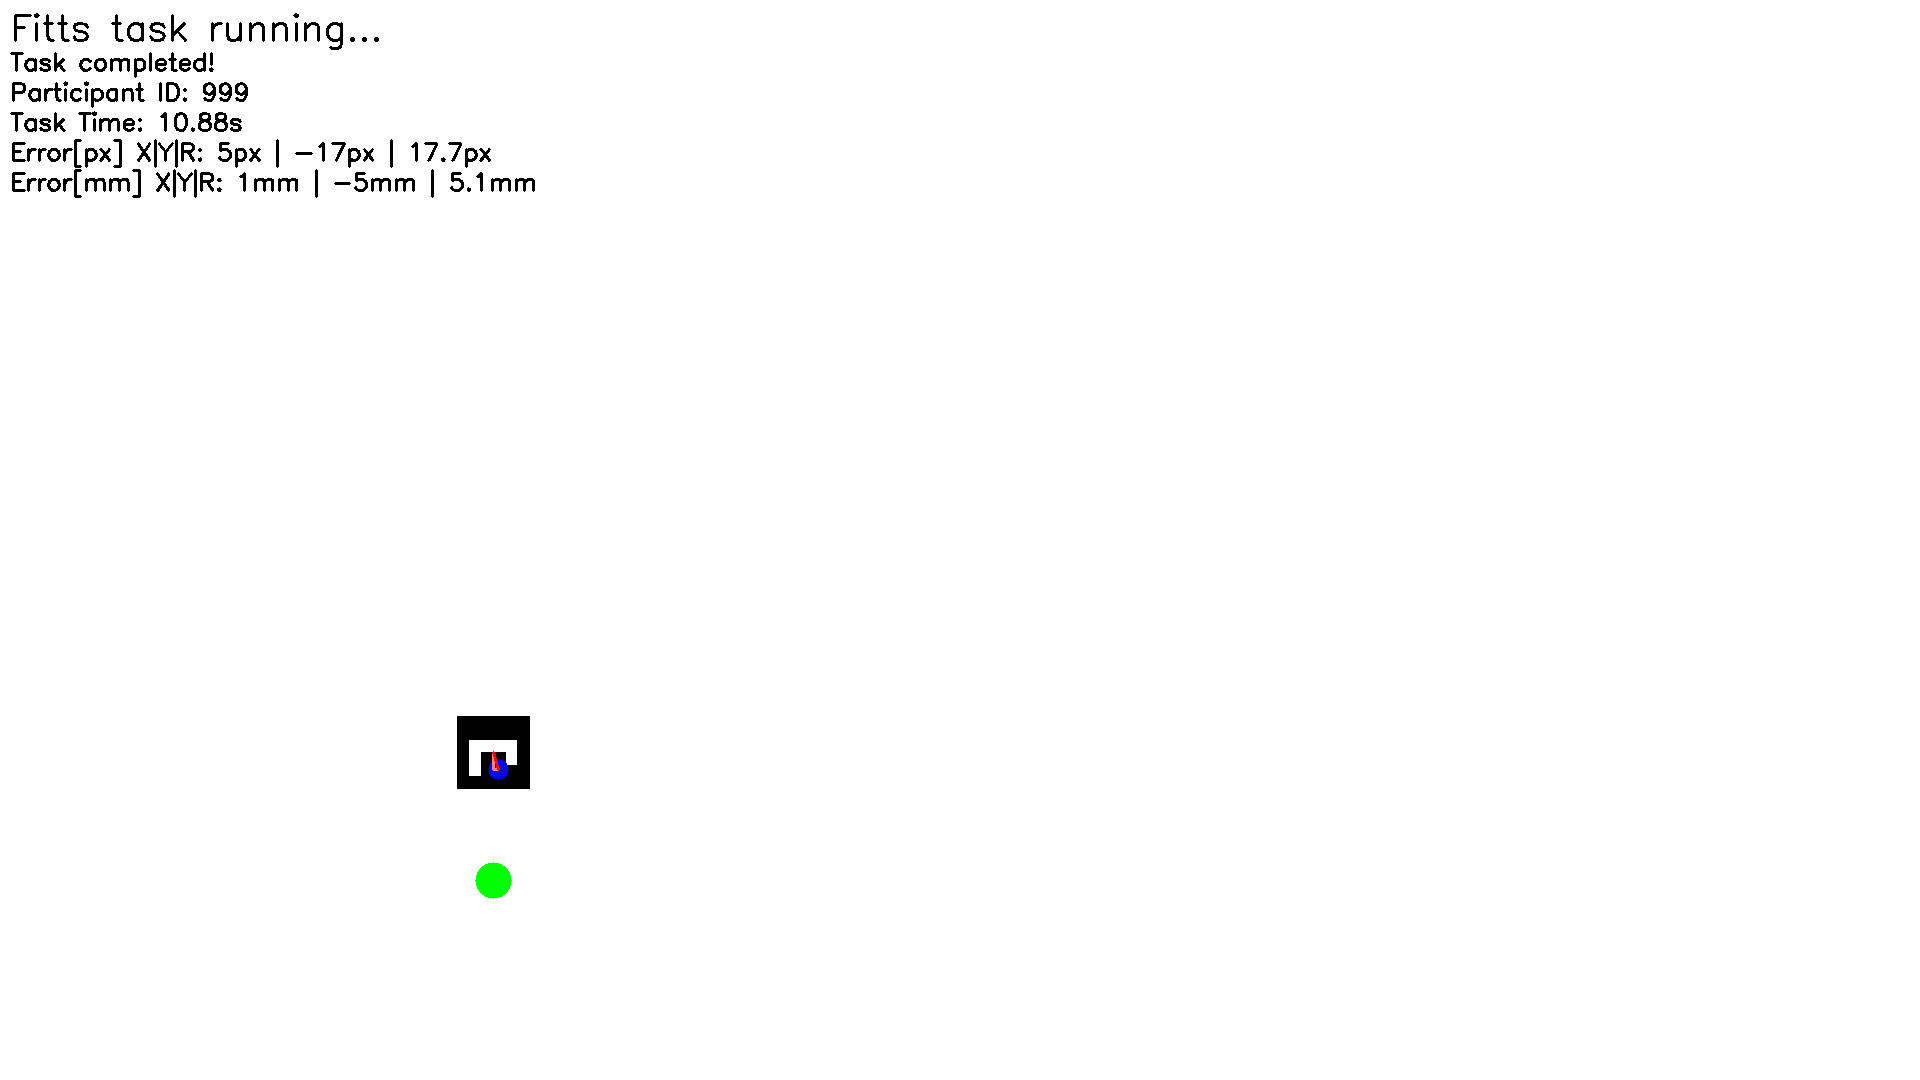 Fitts task running...
Task completed!
Participant ID: 999
Task Time: 10.88s
Error[px] X|Y|R: 5px | -17px | 17.7px
Error[mm] X|Y|R: 1mm | -5mm | 5.1mm